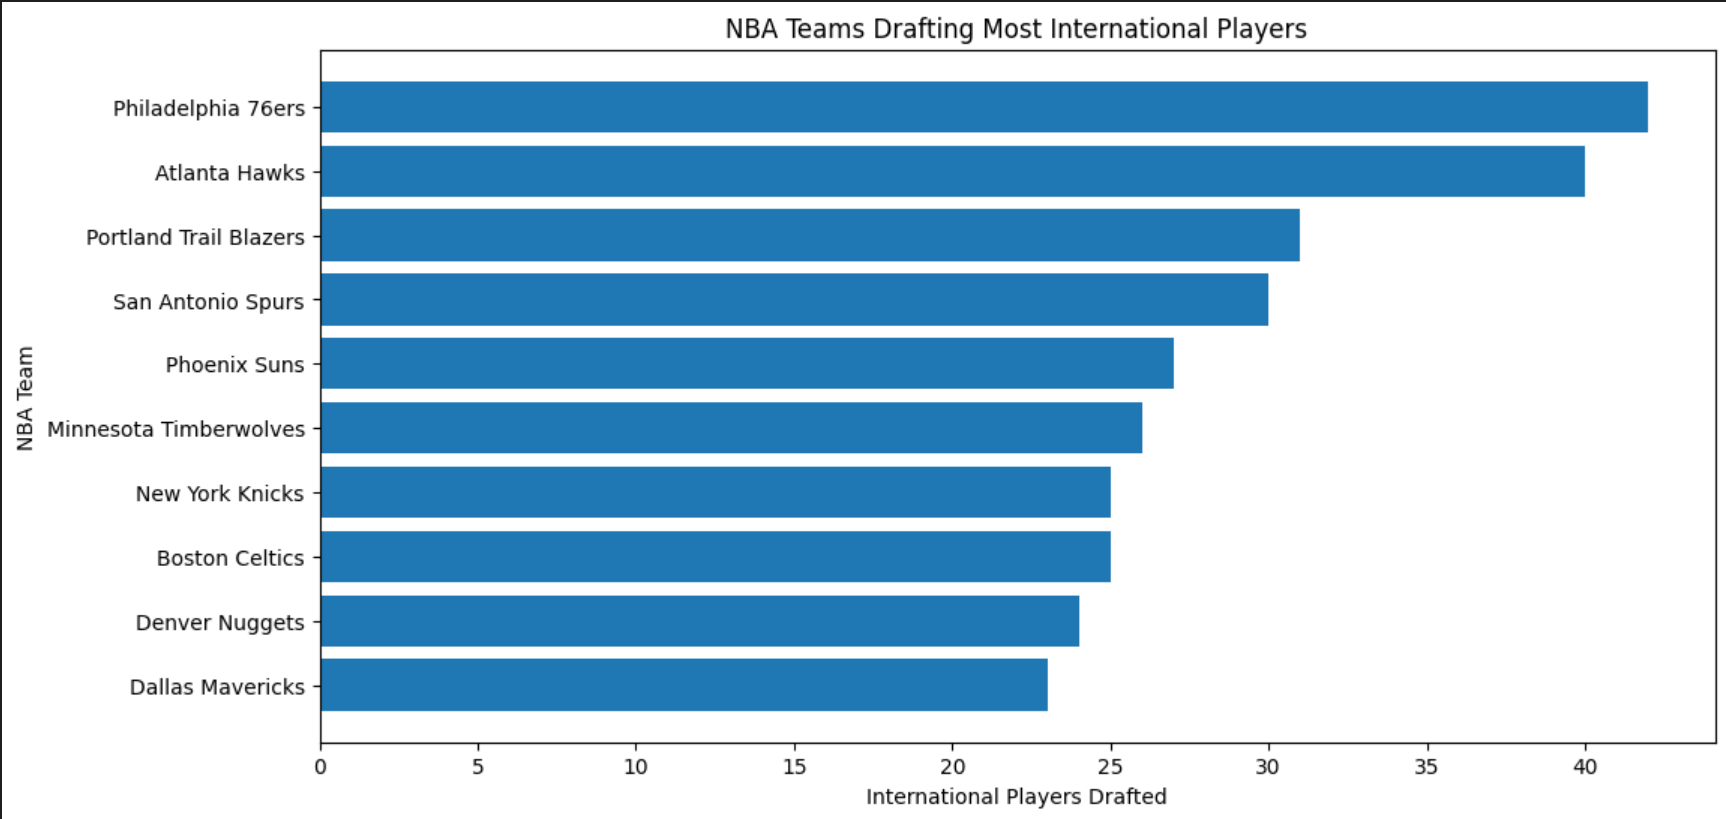 NBA Teams Drafting Most International Players
NBA Team
Philadelphia 76ers
Atlanta Hawks
Portland Trail Blazers
San Antonio Spurs
Phoenix Suns
Minnesota Timberwolves
New York Knicks
Boston Celtics
Denver Nuggets
Dallas Mavericks
0 5 10 15 20 25 30 35 40
International Players Drafted